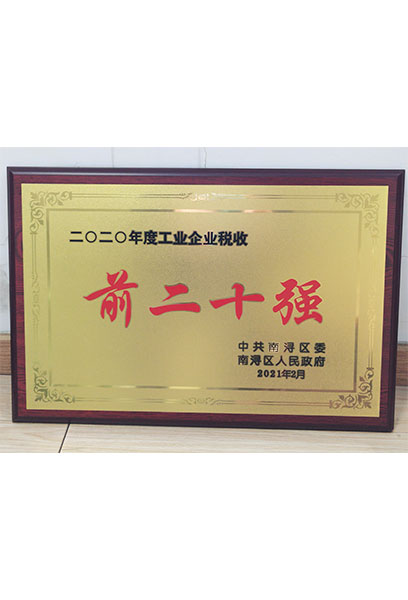 二〇二〇年度工业企业税收
前二十强
中共南浔区委
南浔区人民政府
2021年2月